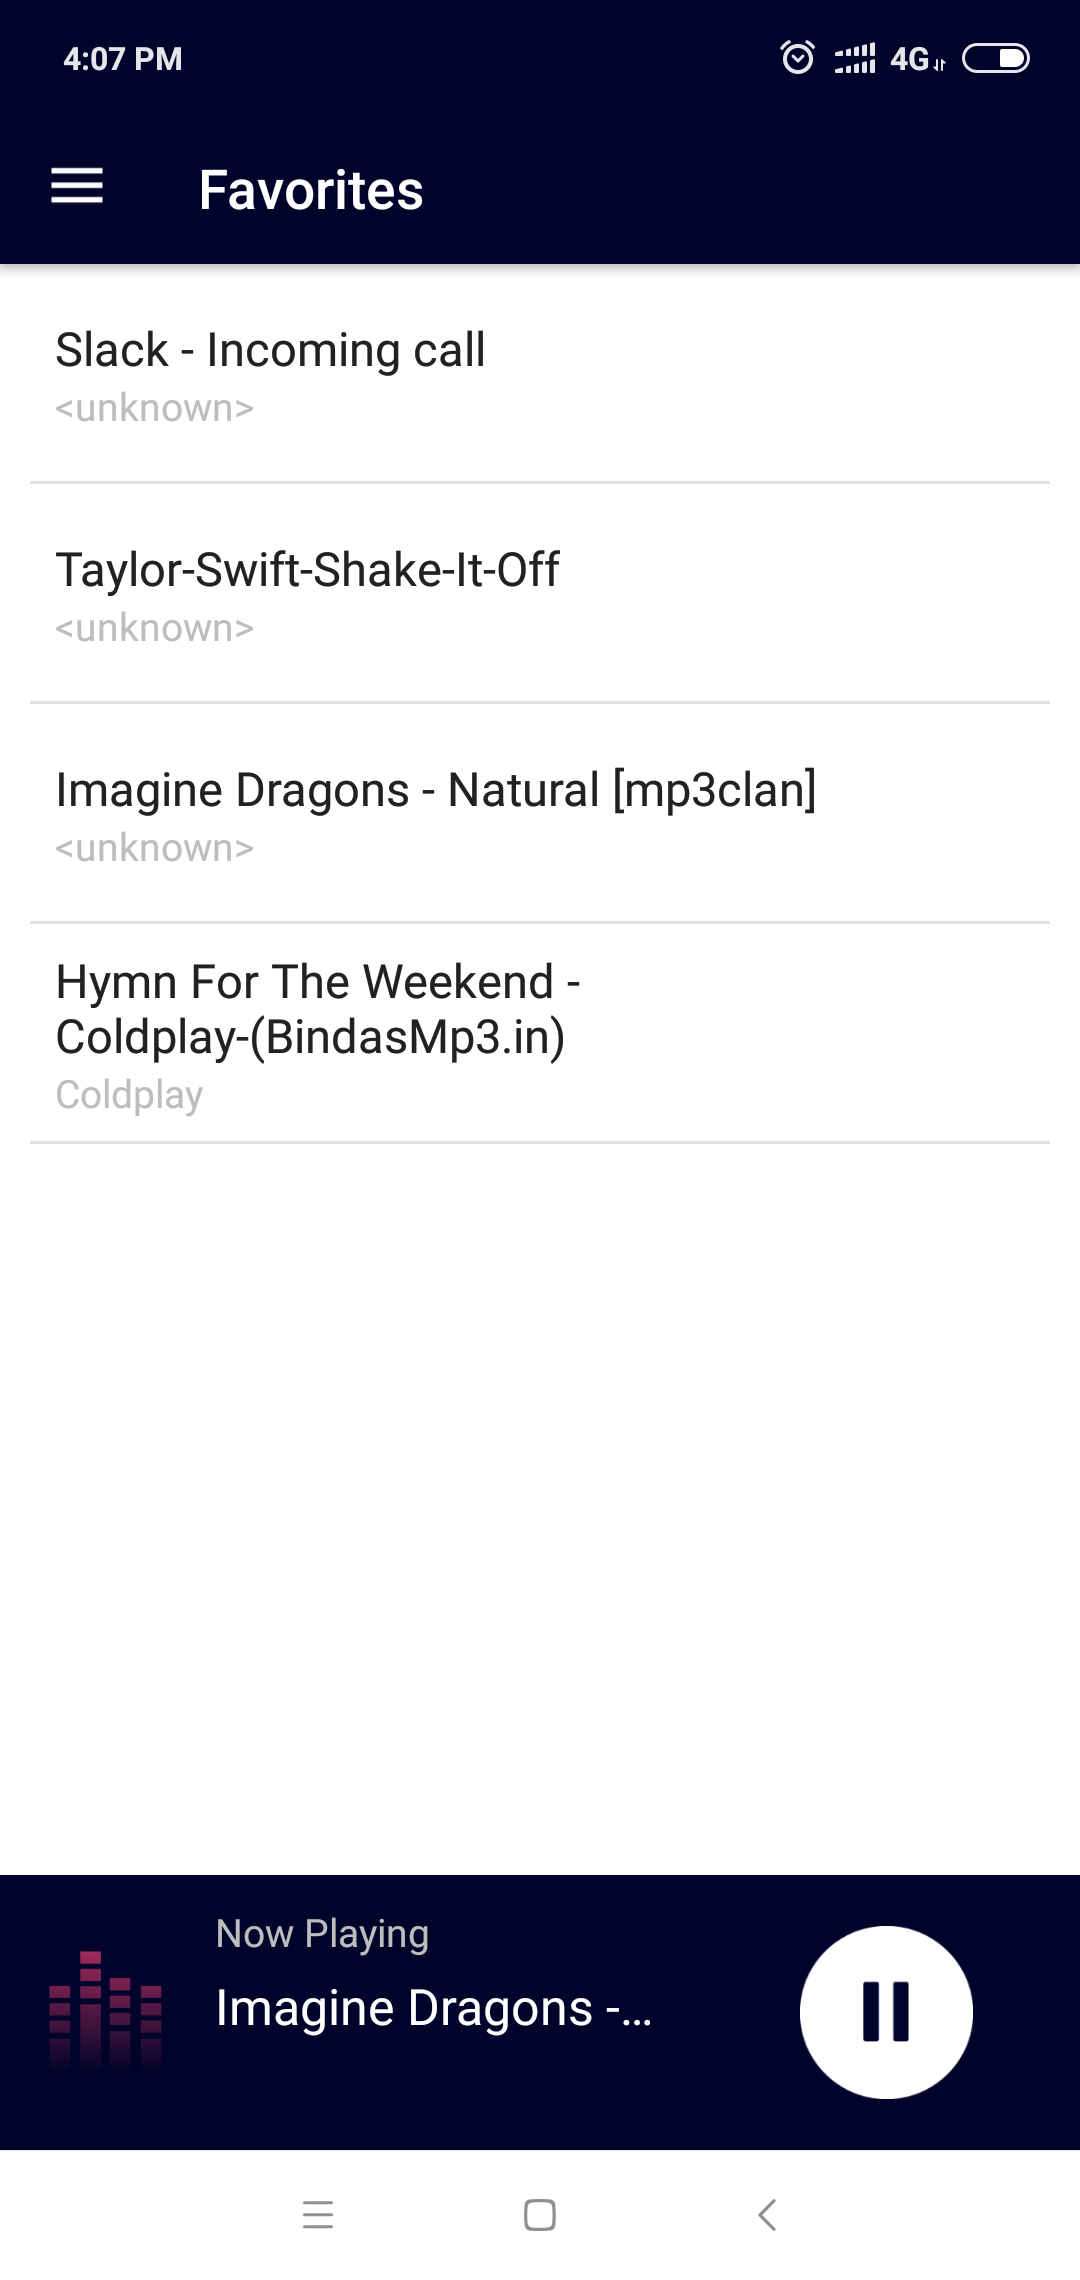 4:07 PM
4G
Favorites
Slack - Incoming call
<unknown>
Taylor-Swift-Shake-It-Off
<unknown>
Imagine Dragons - Natural [mp3clan]
<unknown>
Hymn For The Weekend -
Coldplay-(BindasMp3.in)
Coldplay
Now Playing
Imagine Dragons -...